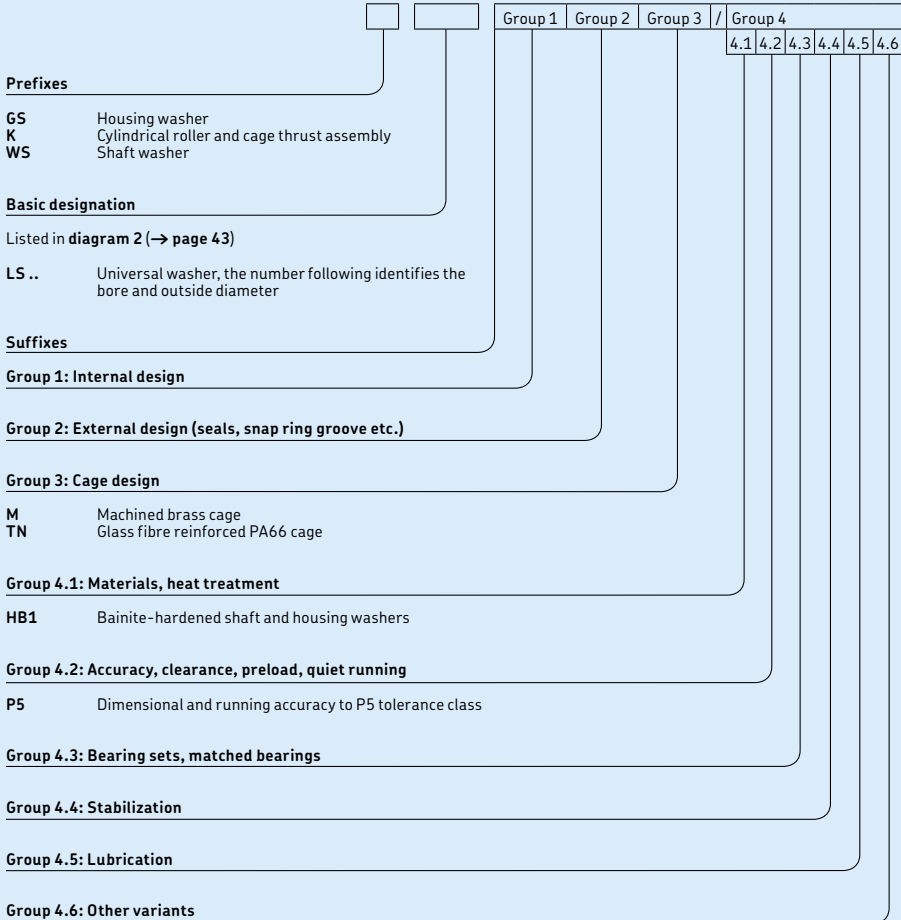 Group 1 Group 2 Group 3 / Group 4
4.1 4.2 4.3 4.4 4.5 4.6
Prefixes
GS Housing washer
K Cylindrical roller and cage thrust assembly
WS Shaft washer
Basic designation
Listed in diagram 2 (→ page 43)
LS .. Universal washer, the number following identifies the
bore and outside diameter
Suffixes
Group 1: Internal design
Group 2: External design (seals, snap ring groove etc.)
Group 3: Cage design
M Machined brass cage
TN Glass fibre reinforced PA66 cage
Group 4.1: Materials, heat treatment
HB1 Bainite-hardened shaft and housing washers
Group 4.2: Accuracy, clearance, preload, quiet running
P5 Dimensional and running accuracy to P5 tolerance class
Group 4.3: Bearing sets, matched bearings
Group 4.4: Stabilization
Group 4.5: Lubrication
Group 4.6: Other variants